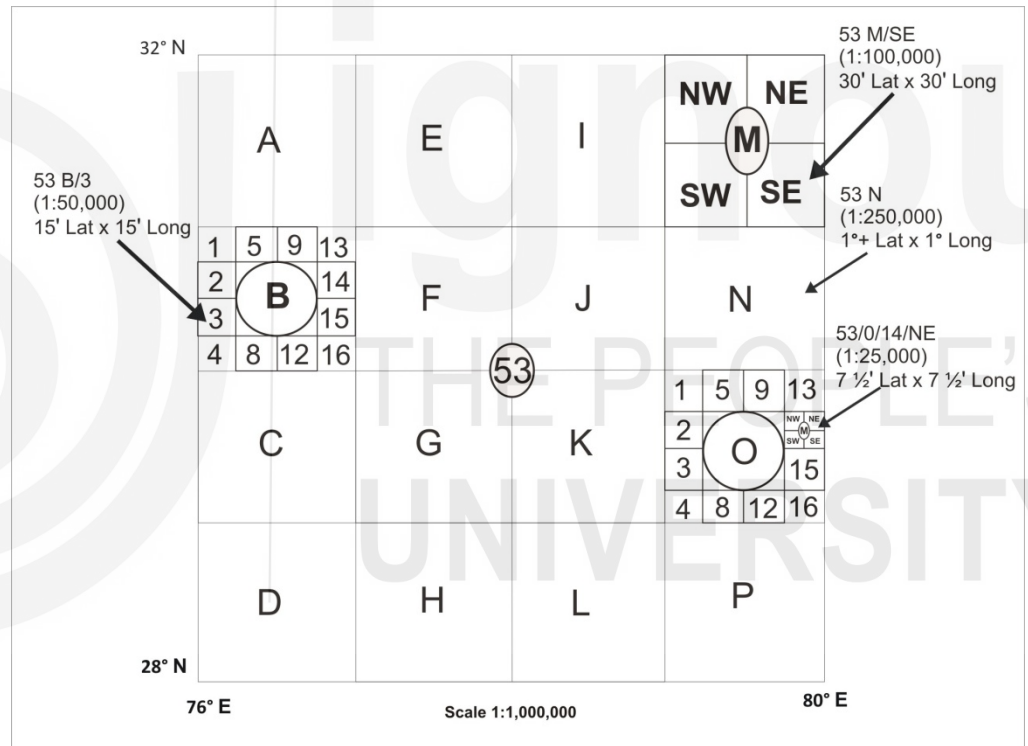 32° N
53 M/SE
(1:100,000)
30' Lat x 30' Long
NW NE
A E I M
SW SE
53 B/3
(1:50,000)
15' Lat x 15' Long
53 N
(1:250,000)
1°+ Lat x 1° Long
1 5 9 13
2 14
B F J N
3 15
4 8 12 16
53
53/0/14/NE
(1:25,000)
7 ½' Lat x 7 ½' Long
1 5 9 13
NW NE
2 M
SW SE
C G K O
3 15
4 8 12 16
D H L P
28° N
76° E
Scale 1:1,000,000
80° E
ignou
THE PEOPLE'S
UNIVERSITY